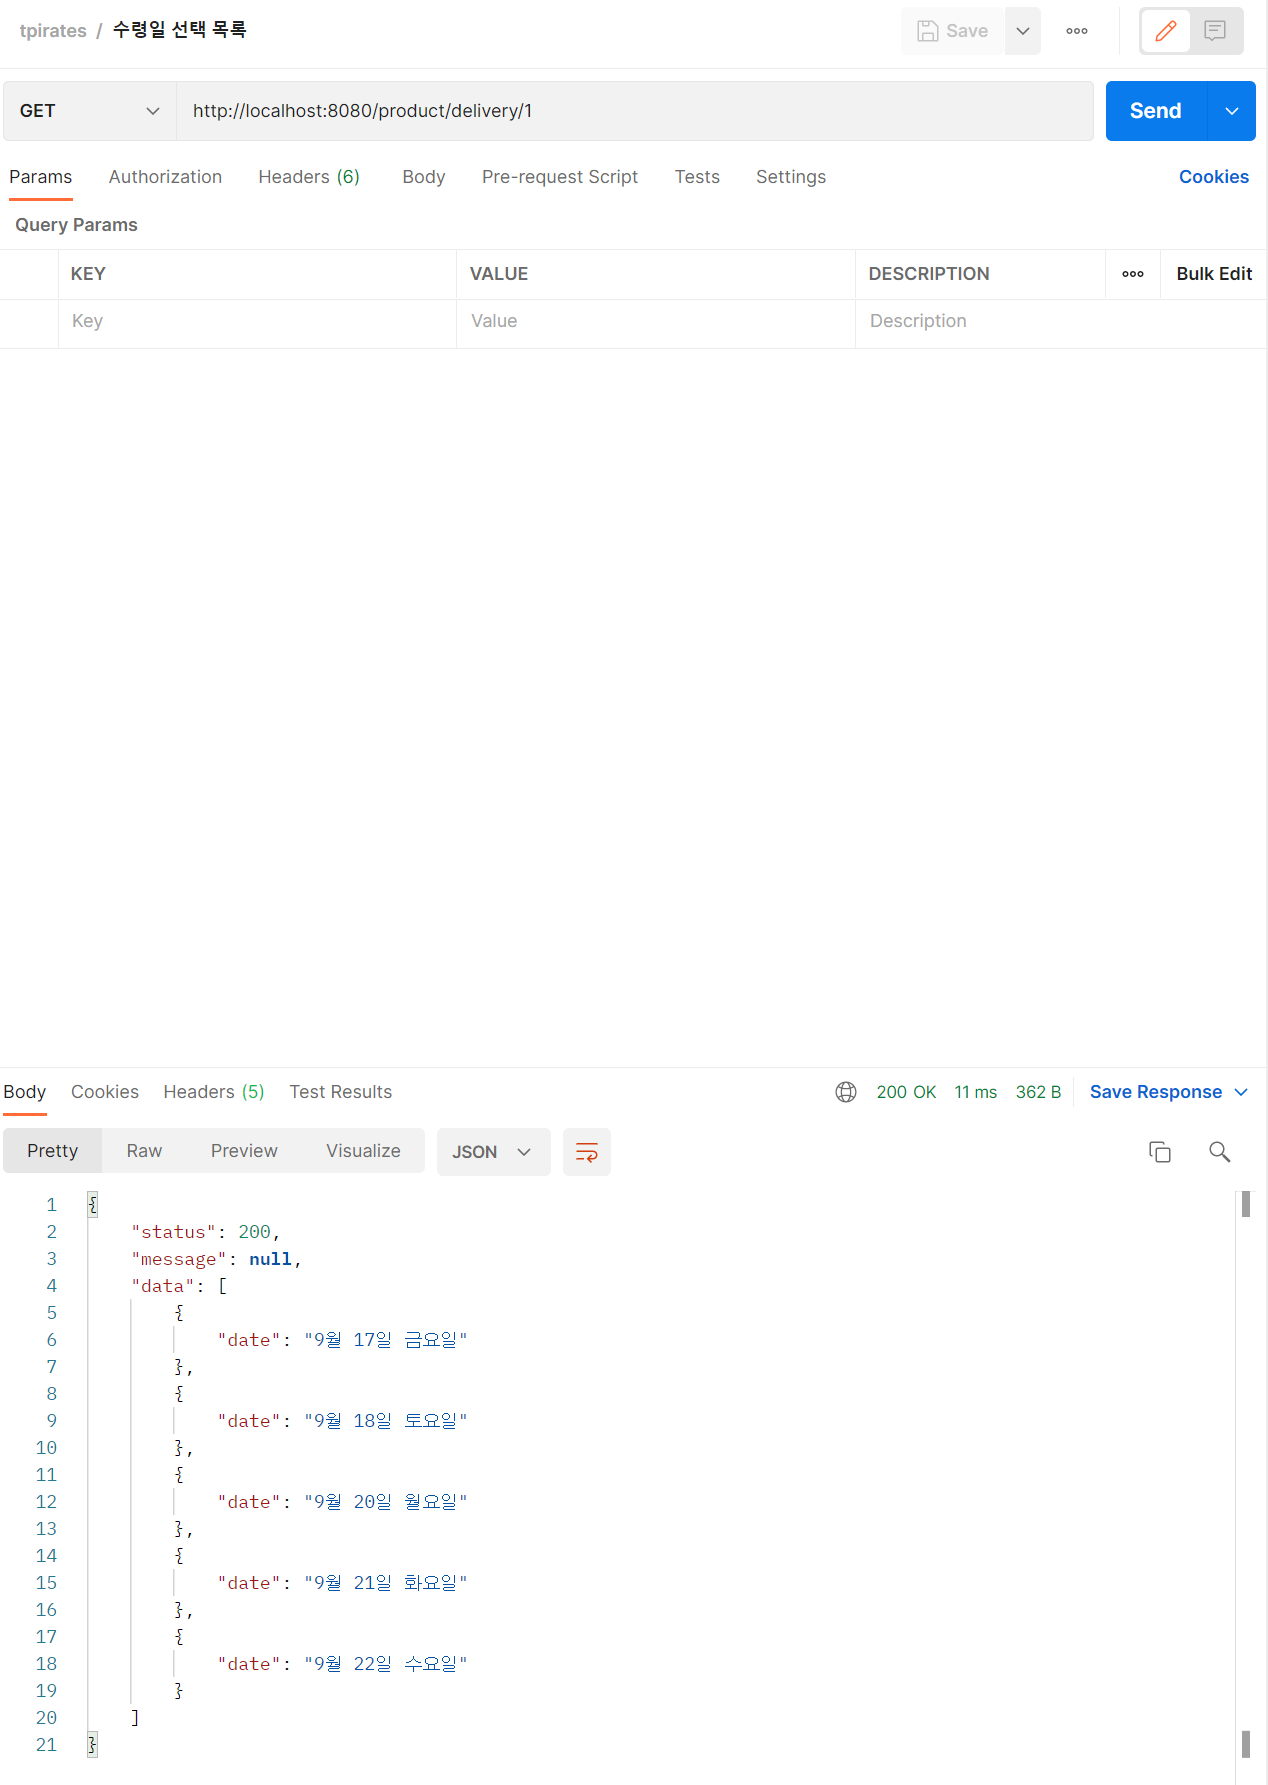 tpirates / 수령일 선택 목록
Save
GET http://localhost:8080/product/delivery/1 Send
Params Authorization Headers (6) Body Pre-request Script Tests Settings Cookies
Query Params
KEY VALUE DESCRIPTION Bulk Edit
Key Value Description
Body Cookies Headers (5) Test Results 200 OK 11 ms 362 B Save Response
Pretty Raw Preview Visualize JSON
1 {
2 "status": 200,
3 "message": null,
4 "data": [
5 {
6 "date": "9월 17일 금요일"
7 },
8 {
9 "date": "9월 18일 토요일"
10 },
11 {
12 "date": "9월 20일 월요일"
13 },
14 {
15 "date": "9월 21일 화요일"
16 },
17 {
18 "date": "9월 22일 수요일"
19 }
20 ]
21 }